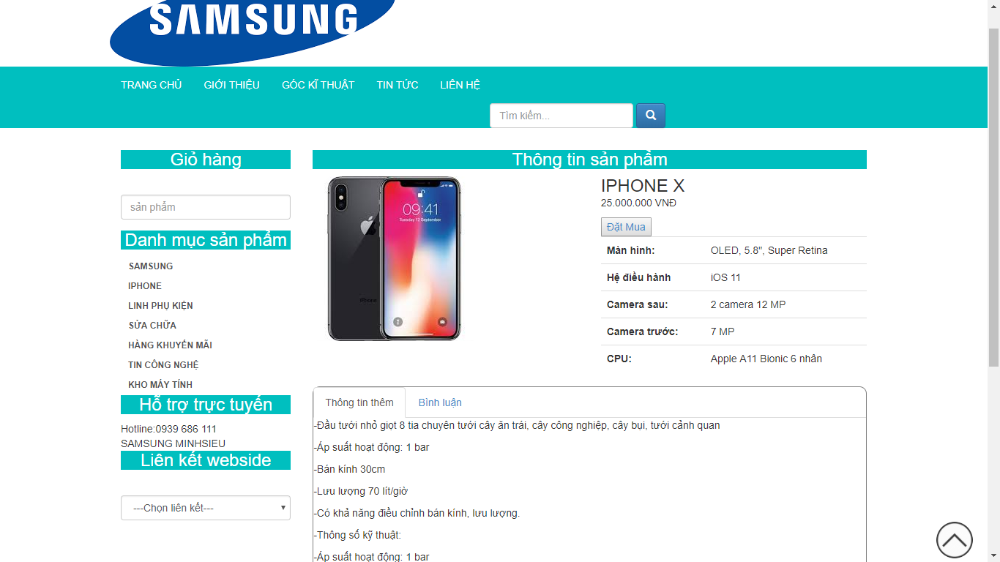 SAMSUNG
TRANG CHỦ GIỚI THIỆU GÓC KĨ THUẬT TIN TỨC LIÊN HỆ
Tìm kiếm...
Giỏ hàng
sản phẩm
Danh mục sản phẩm
SAMSUNG
IPHONE
LINH PHỤ KIỆN
SỬA CHỮA
HÀNG KHUYẾN MÃI
TIN CÔNG NGHỆ
KHO MÁY TÍNH
Hỗ trợ trực tuyến
Hotline:0939 686 111
SAMSUNG MINHSIEU
Liên kết webside
---Chọn liên kết---
Thông tin sản phẩm
09:41
Tuesday 12 September
iPhone
IPHONE X
25.000.000 VNĐ
Đặt Mua
Màn hình: OLED, 5.8", Super Retina
Hệ điều hành iOS 11
Camera sau: 2 camera 12 MP
Camera trước: 7 MP
CPU: Apple A11 Bionic 6 nhân
Thông tin thêm Bình luận
-Đầu tưới nhỏ giọt 8 tia chuyên tưới cây ăn trái, cây công nghiệp, cây bụi, tưới cảnh quan
-Áp suất hoạt động: 1 bar
-Bán kính 30cm
-Lưu lượng 70 lít/giờ
-Có khả năng điều chỉnh bán kính, lưu lượng.
-Thông số kỹ thuật:
-Áp suất hoạt động: 1 bar